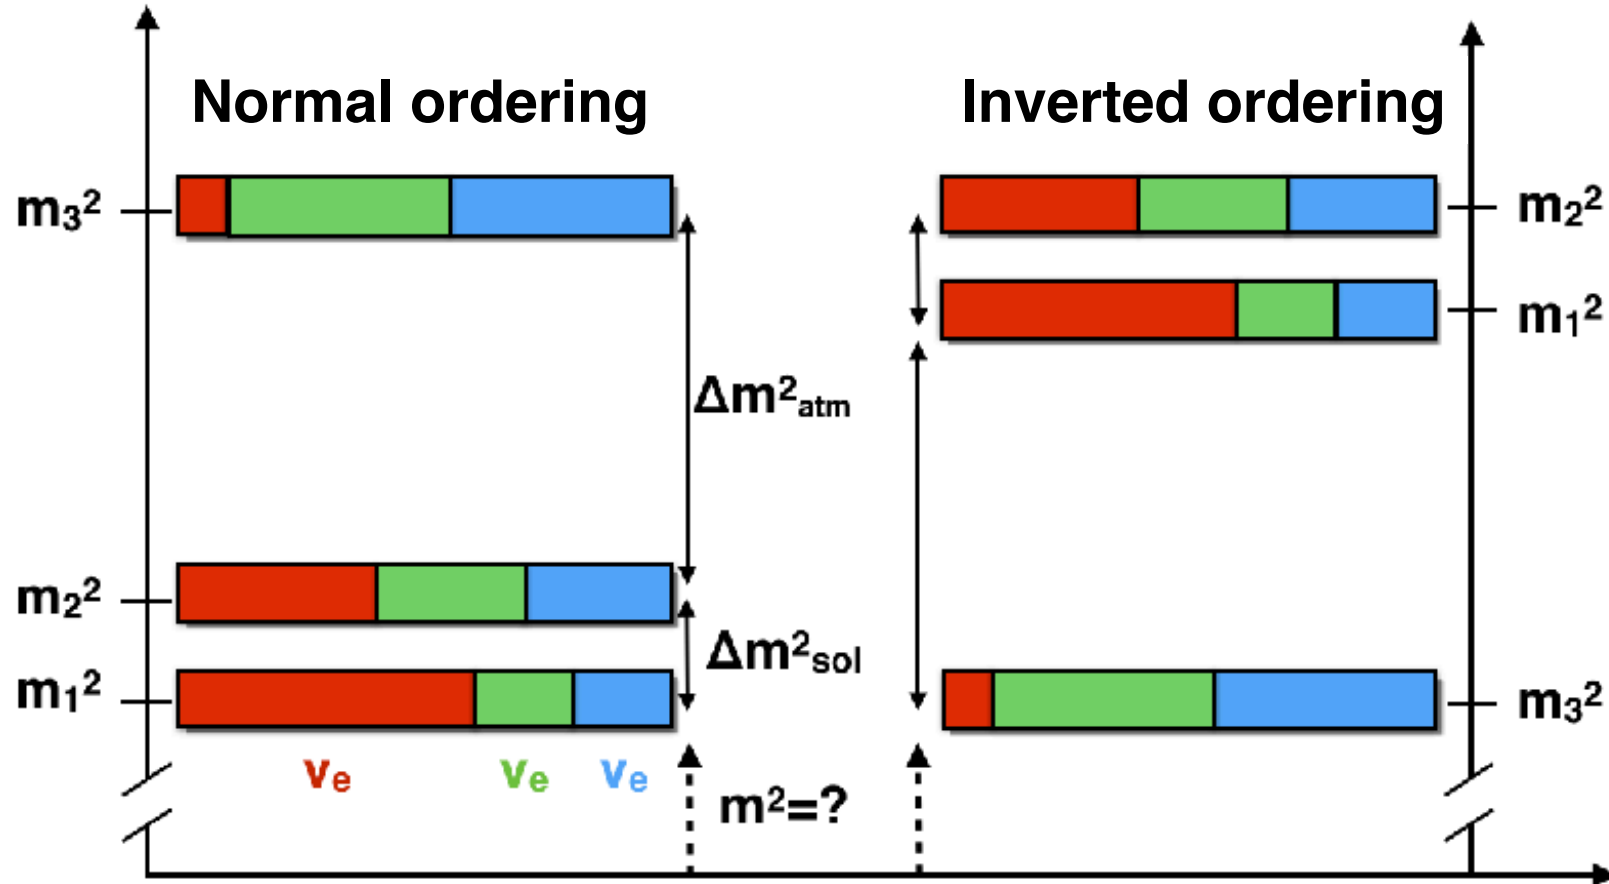 Normal ordering
Inverted ordering
m₃²
m₂²
m₁²
Δm²atm
m₂²
Δm²sol
m₁²
m₃²
νe νe νe
m²=?